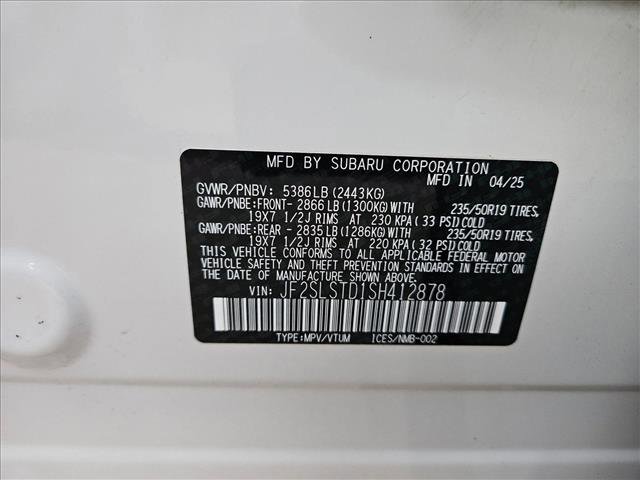 MFD BY SUBARU CORPORATION
MFD IN 04/25
GVWR/PNBV: 5386LB(2443KG)
GAWR/PNBE:FRONT- 2866LB(1300KG)WITH 235/50R19 TIRES,
19X7 1/2J RIMS AT 230 KPA(33 PSI)COLD
GAWR/PNBE:REAR - 2835LB(1286KG)WITH 235/50R19 TIRES,
19X7 1/2J RIMS AT 220 KPA(32 PSI)COLD
THIS VEHICLE CONFORMS TO ALL APPLICABLE FEDERAL MOTOR
VEHICLE SAFETY AND THEFT PREVENTION STANDARDS IN EFFECT
ON THE DATE OF MANUFACTURE SHOWN ABOVE.
VIN: JF2SLSTD1SH412878
TYPE:MPV/VTUM ICES/NMB-002